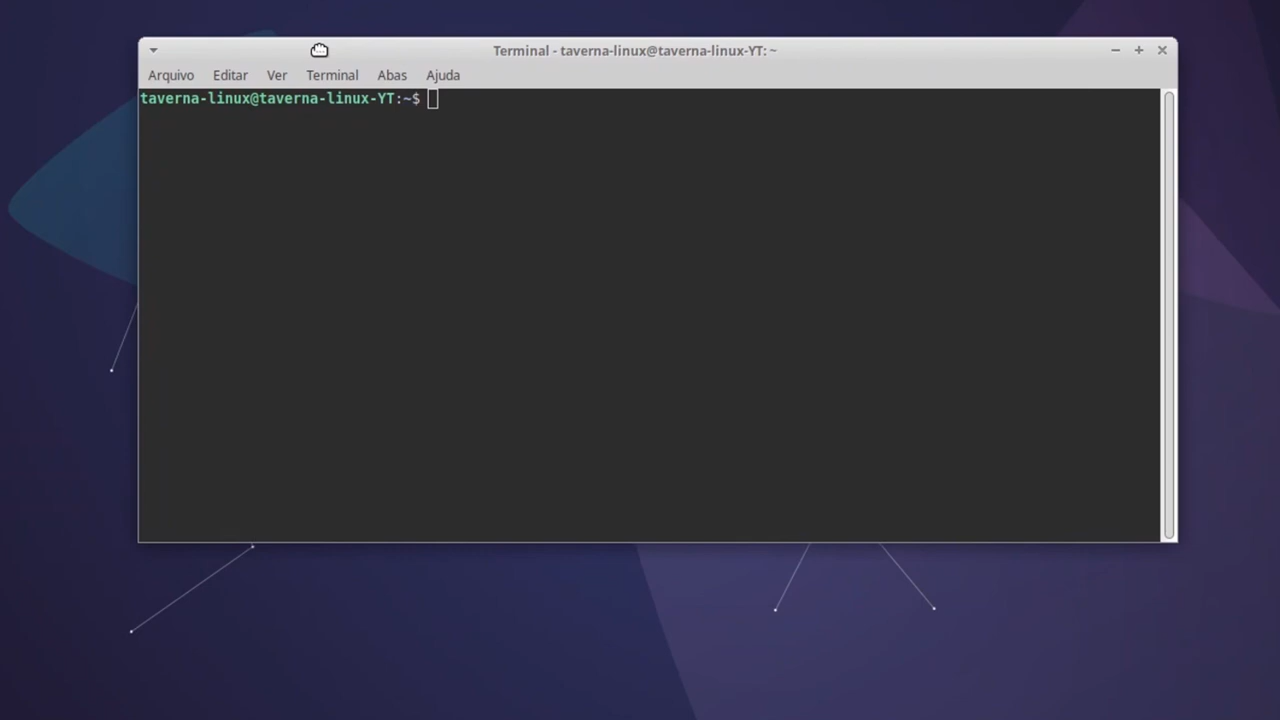 Terminal - taverna-linux@taverna-linux-YT: ~
Arquivo Editar Ver Terminal Abas Ajuda
taverna-linux@taverna-linux-YT:~$